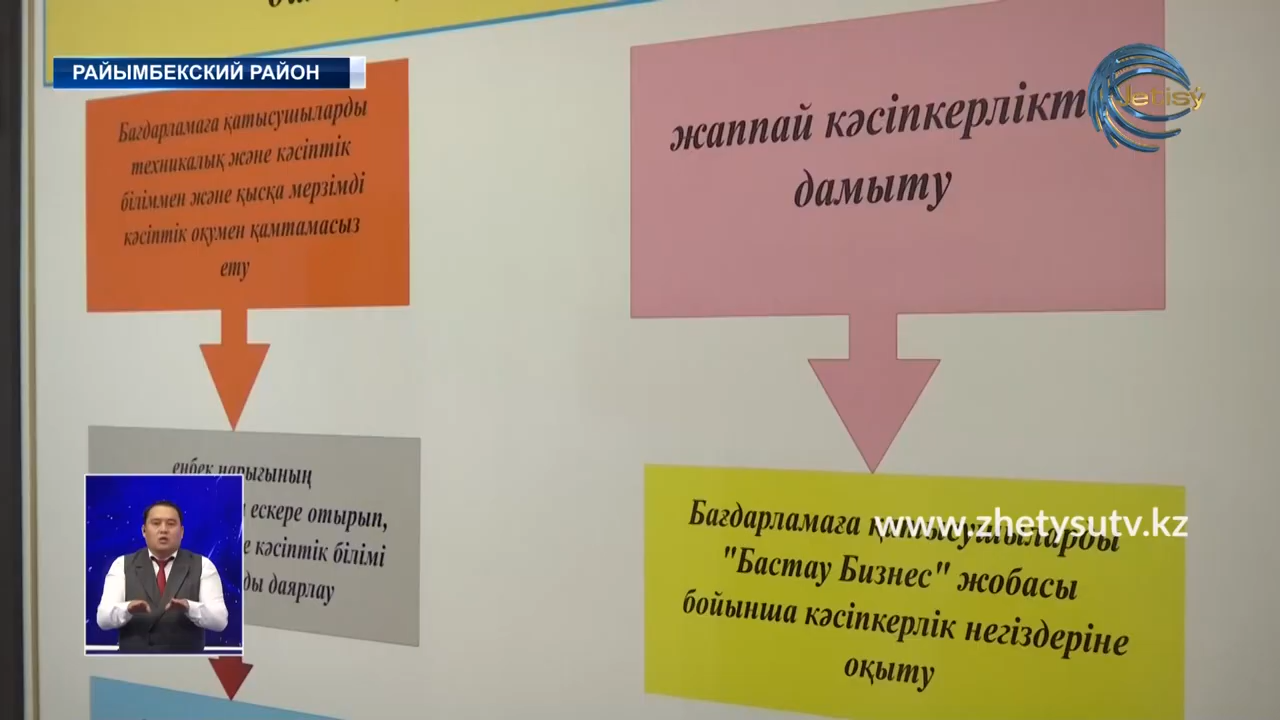 РАЙЫМБЕКСКИЙ РАЙОН
Jetisý
Бағдарламаға қатысушыларды
техникалық және кәсіптік
біліммен және қысқа мерзімді
кәсіптік оқумен қамтамасыз
ету
жаппай кәсіпкерлікт
дамыту
еңбек нарығының
ескере отырып,
кәсіптік білімі
даярлау
Бағдарламаға қатысушыларды
"Бастау Бизнес" жобасы
бойынша кәсіпкерлік негіздеріне
оқыту
www.zhetysutv.kz